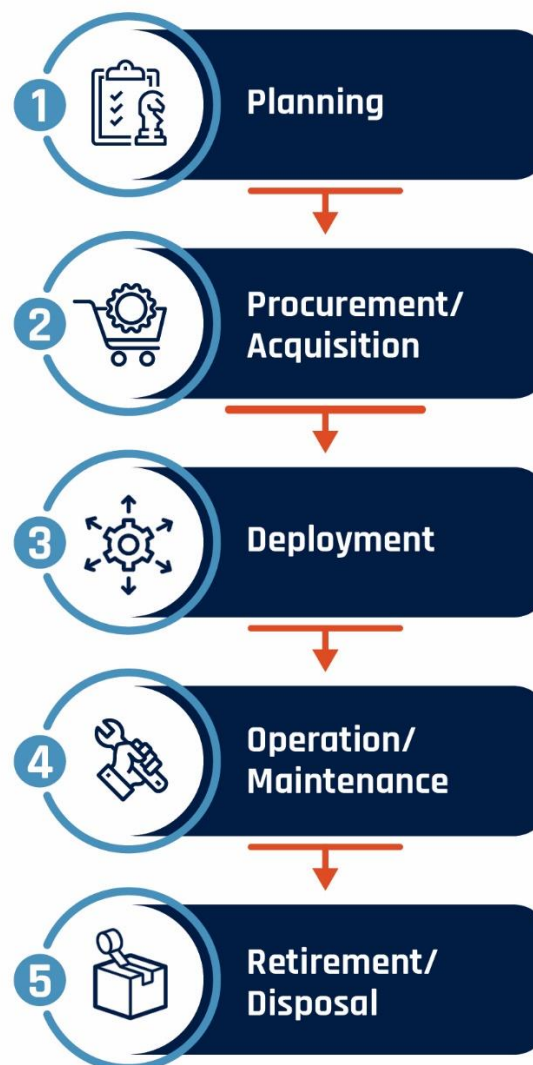 1
Planning
2
Procurement/
Acquisition
3
Deployment
4
Operation/
Maintenance
5
Retirement/
Disposal